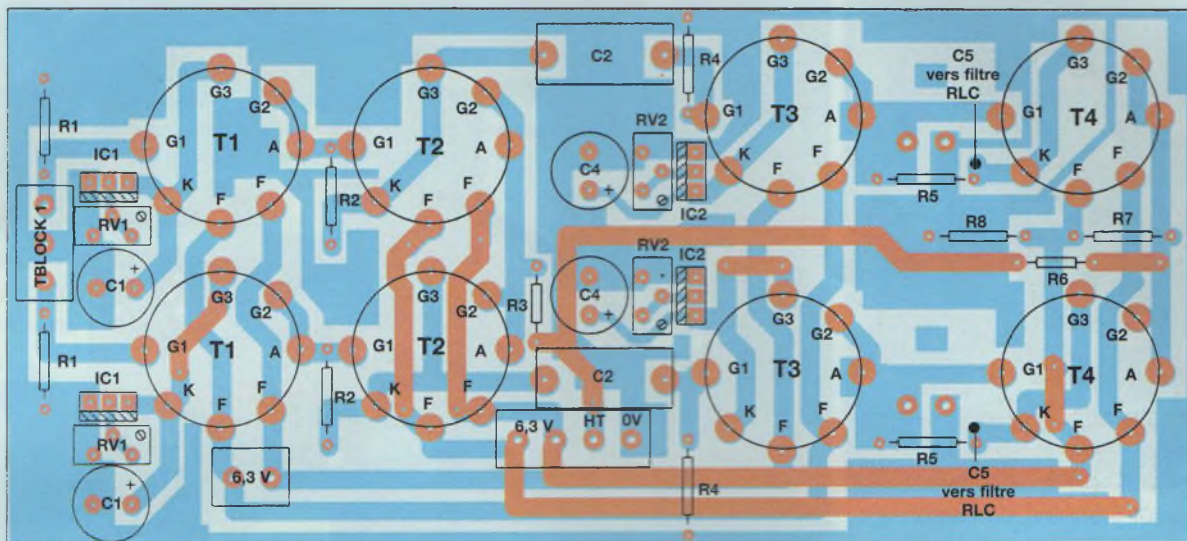 R1
IC1
RV1
C1
+
TBLOCK 1
R1
IC1
RV1
C1
+
G3
G2
G1
T1
A
K
F
F
G3
G2
G1
T1
A
K
F
F
6,3 V
R2
G3
G2
G1
T2
A
K
F
F
R2
G3
G2
G1
T2
A
K
F
F
R3
C2
C4
+
RV2
IC2
R4
C4
+
RV2
IC2
C2
6,3 V
HT
0V
R4
G3
G2
G1
T3
A
K
F
F
G3
G2
G1
T3
A
K
F
F
C5
vers filtre
RLC
R5
R8
R7
R6
R5
C5
vers filtre
RLC
G3
G2
G1
T4
A
K
F
F
G3
G2
G1
T4
A
K
F
F